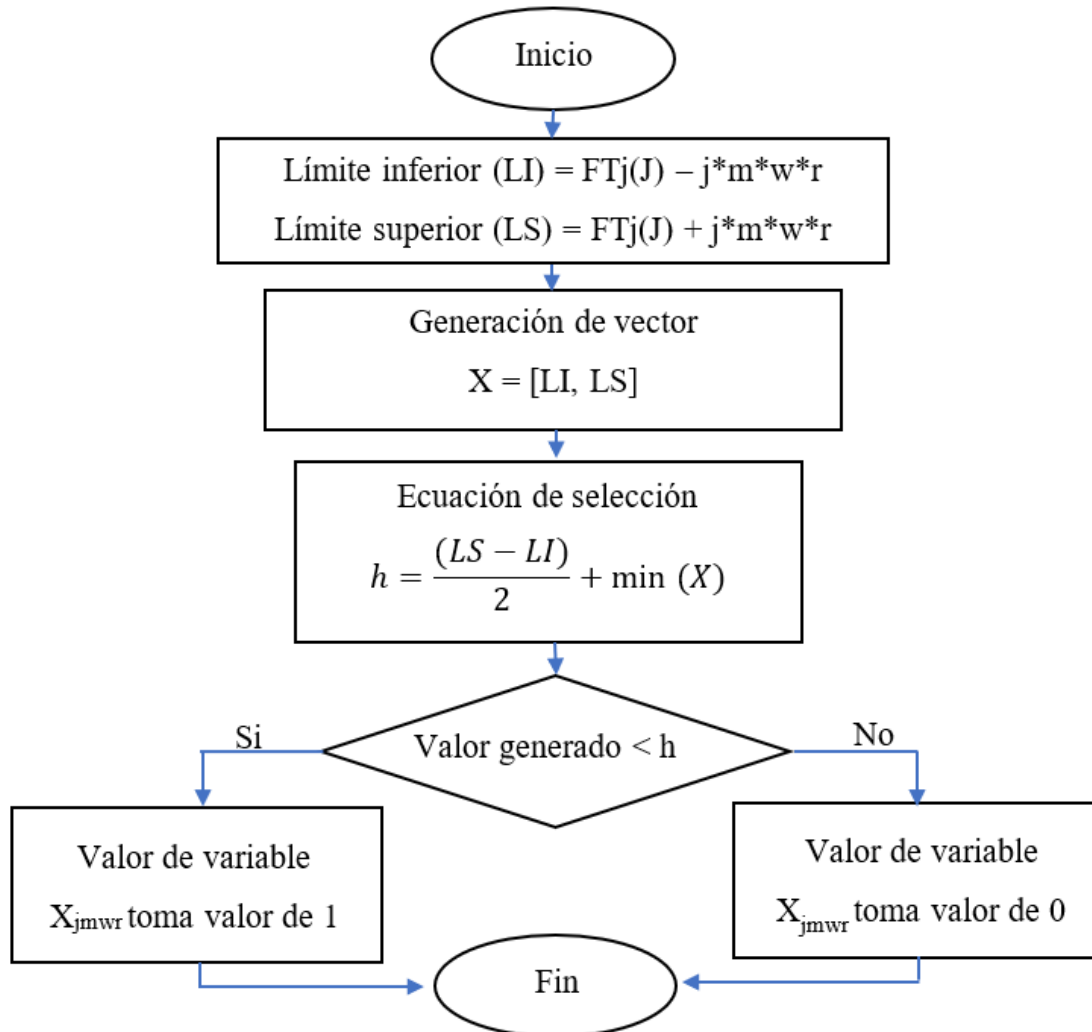 Inicio
Límite inferior (LI) = FTj(J) – j*m*w*r
Límite superior (LS) = FTj(J) + j*m*w*r
Generación de vector
X = [LI, LS]
Ecuación de selección
h = (LS − LI) / 2 + min (X)
Valor generado < h
Si
No
Valor de variable
X_jmwr toma valor de 1
Valor de variable
X_jmwr toma valor de 0
Fin